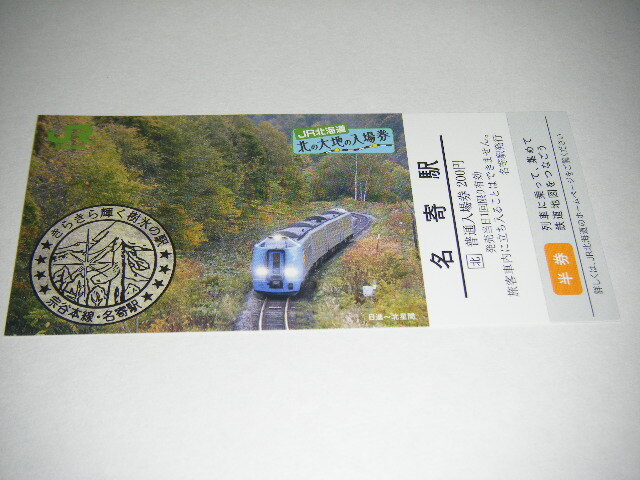 JR
JR北海道
北の大地の入場券
きらきら輝く樹氷の駅
宗谷本線・名寄駅
日進～北星間
名寄駅
北 普通入場券 200円
発売当日1回限り有効
旅客車内に立ち入ることはできません。
名寄駅発行
列車に乗って、集めて
鉄道地図をつなごう
半券
詳しくは、JR北海道のホームページをご覧ください